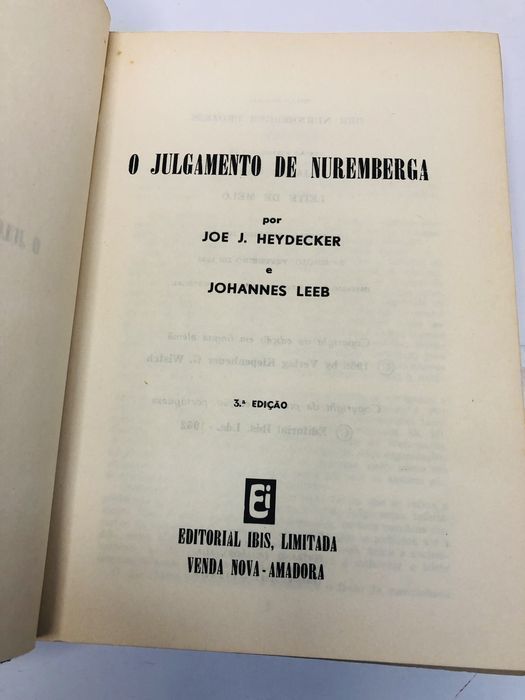 O JULGAMENTO DE NUREMBERGA
por
JOE J. HEYDECKER
e
JOHANNES LEEB
3.ª EDIÇÃO
Ei
EDITORIAL IBIS, LIMITADA
VENDA NOVA - AMADORA